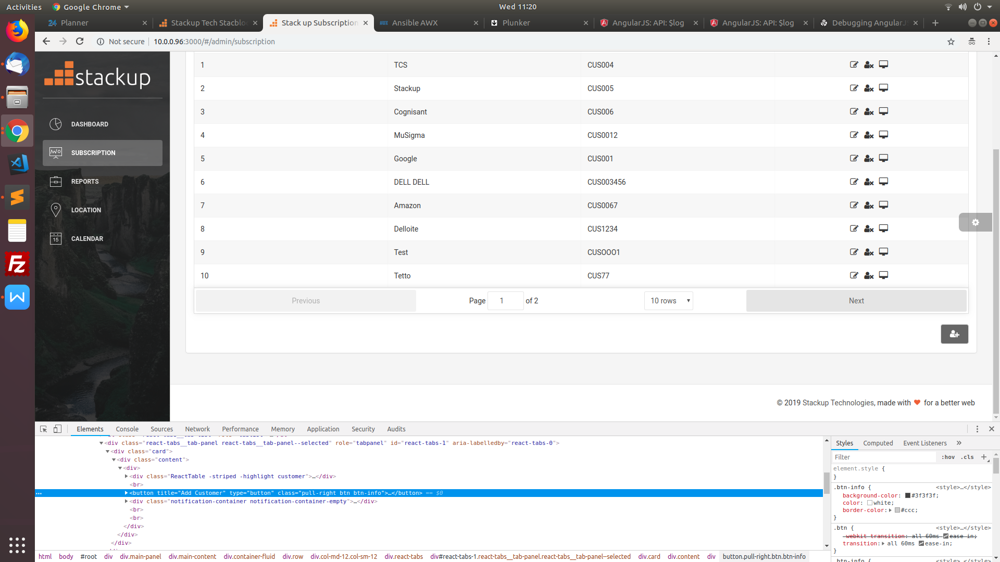 Activities Google Chrome Wed 11:20
Planner Stackup Tech Stacblo Stack up Subscription Ansible AWX Plunker AngularJS: API: $log AngularJS: API: $log Debugging AngularJS
Not secure 10.0.0.96:3000/#/admin/subscription
stackup
DASHBOARD
SUBSCRIPTION
REPORTS
LOCATION
15 CALENDAR
1 TCS CUS004
2 Stackup CUS005
3 Cognisant CUS006
4 MuSigma CUS0012
5 Google CUS001
6 DELL DELL CUS003456
7 Amazon CUS0067
8 Delloite CUS1234
9 Test CUSOOO1
10 Tetto CUS77
Previous Page 1 of 2 10 rows Next
© 2019 Stackup Technologies, made with ❤ for a better web
Elements Console Sources Network Performance Memory Application Security Audits
<div class="react-tabs__tab-panel react-tabs__tab-panel--selected" role="tabpanel" id="react-tabs-1" aria-labelledby="react-tabs-0">
<div class="card">
<div class="content">
<div>
<div class="ReactTable -striped -highlight customer">…</div>
<br>
<button title="Add Customer" type="button" class="pull-right btn btn-info">…</button> == $0
<div class="notification-container notification-container-empty">…</div>
<br>
<br>
</div>
</div>
</div>
html body #root div div.main-panel div.main-content div.container-fluid div.row div.col-md-12.col-sm-12 div.react-tabs div#react-tabs-1.react-tabs__tab-panel.react-tabs__tab-panel--selected div.card div.content div button.pull-right.btn.btn-info
Styles Computed Event Listeners »
Filter :hov .cls +
element.style {
}
.btn-info { <style>…</style>
background-color: #3f3f3f;
color: white;
border-color: #ccc;
}
.btn { <style>…</style>
-webkit-transition: all 60ms ease-in;
transition: all 60ms ease-in;
}
.btn-info { <style>…</style>